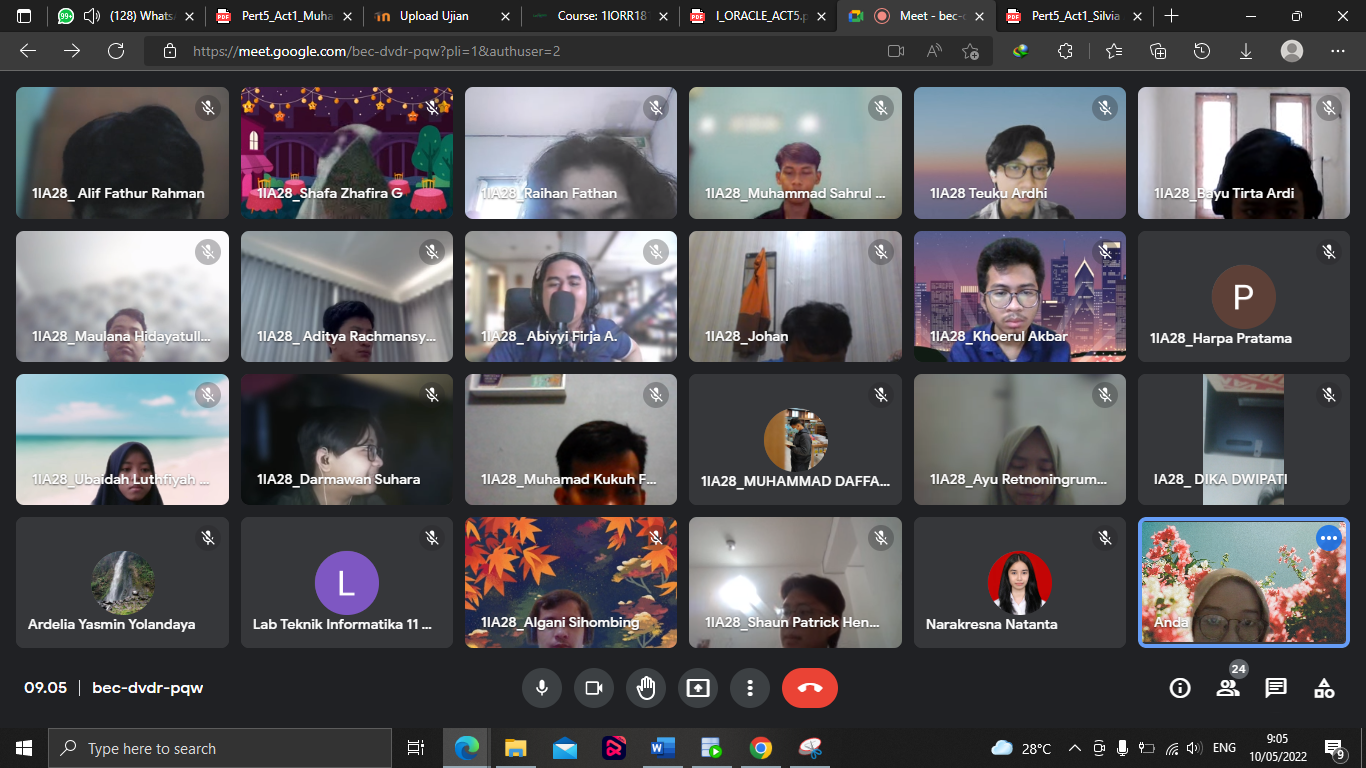 (128) Whats
Pert5_Act1_Muha
Upload Ujian
Course: 1IORR181
I_ORACLE_ACT5.p
Meet - bec-d
Pert5_Act1_Silvia
https://meet.google.com/bec-dvdr-pqw?pli=1&authuser=2
1IA28_ Alif Fathur Rahman
1IA28_Shafa Zhafira G
1IA28_Raihan Fathan
1IA28_Muhammad Sahrul ...
1IA28 Teuku Ardhi
1IA28_Bayu Tirta Ardi
1IA28_Maulana Hidayatull...
1IA28_ Aditya Rachmansy...
1IA28_ Abiyyi Firja A.
1IA28_Johan
1IA28_Khoerul Akbar
P
1IA28_Harpa Pratama
1IA28_Ubaidah Luthfiyah ...
1IA28_Darmawan Suhara
1IA28_Muhamad Kukuh F...
1IA28_MUHAMMAD DAFFA...
1IA28_Ayu Retnoningrum...
IA28_ DIKA DWIPATI
Ardelia Yasmin Yolandaya
L
Lab Teknik Informatika 11 ...
1IA28_Algani Sihombing
1IA28_Shaun Patrick Hen...
Narakresna Natanta
Anda
09.05 | bec-dvdr-pqw
24
Type here to search
28°C
ENG
9:05
10/05/2022
9